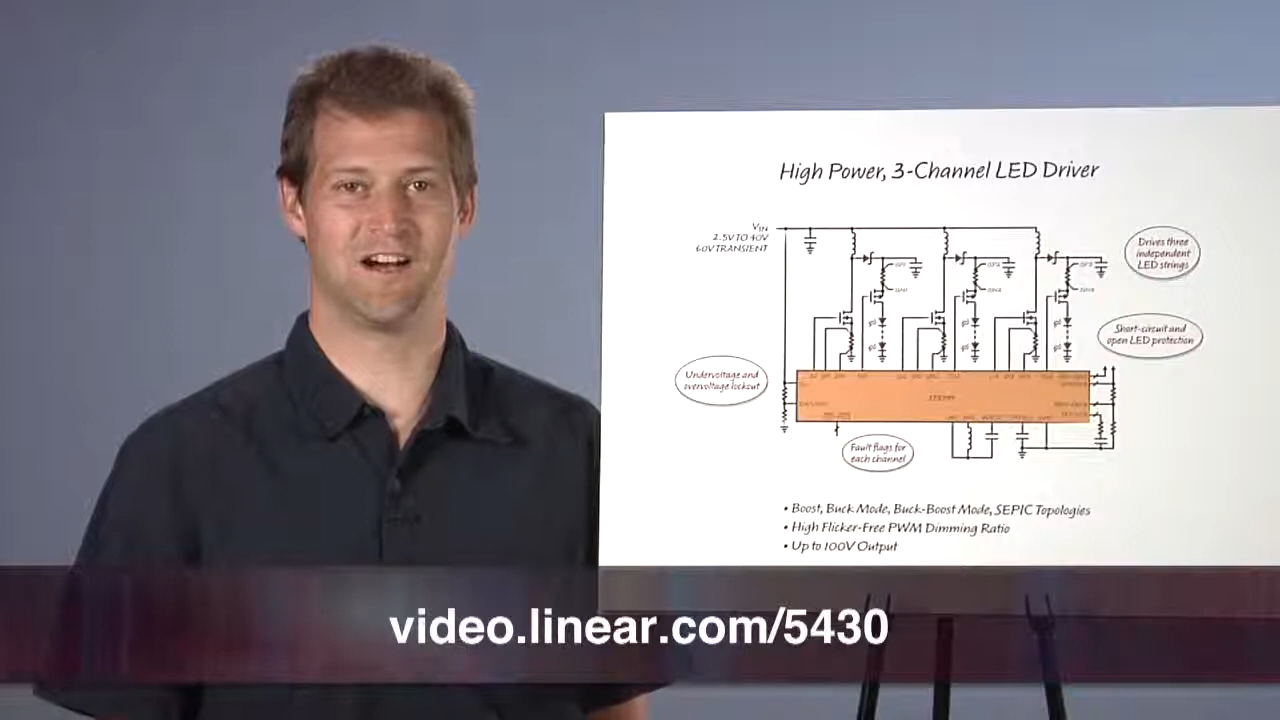 High Power, 3-Channel LED Driver
VIN
2.5V TO 40V
60V TRANSIENT
Drives three
independent
LED strings
Short-circuit and
open LED protection
Undervoltage and
overvoltage lockout
Fault flags for
each channel
• Boost, Buck Mode, Buck-Boost Mode, SEPIC Topologies
• High Flicker-Free PWM Dimming Ratio
• Up to 100V Output
video.linear.com/5430